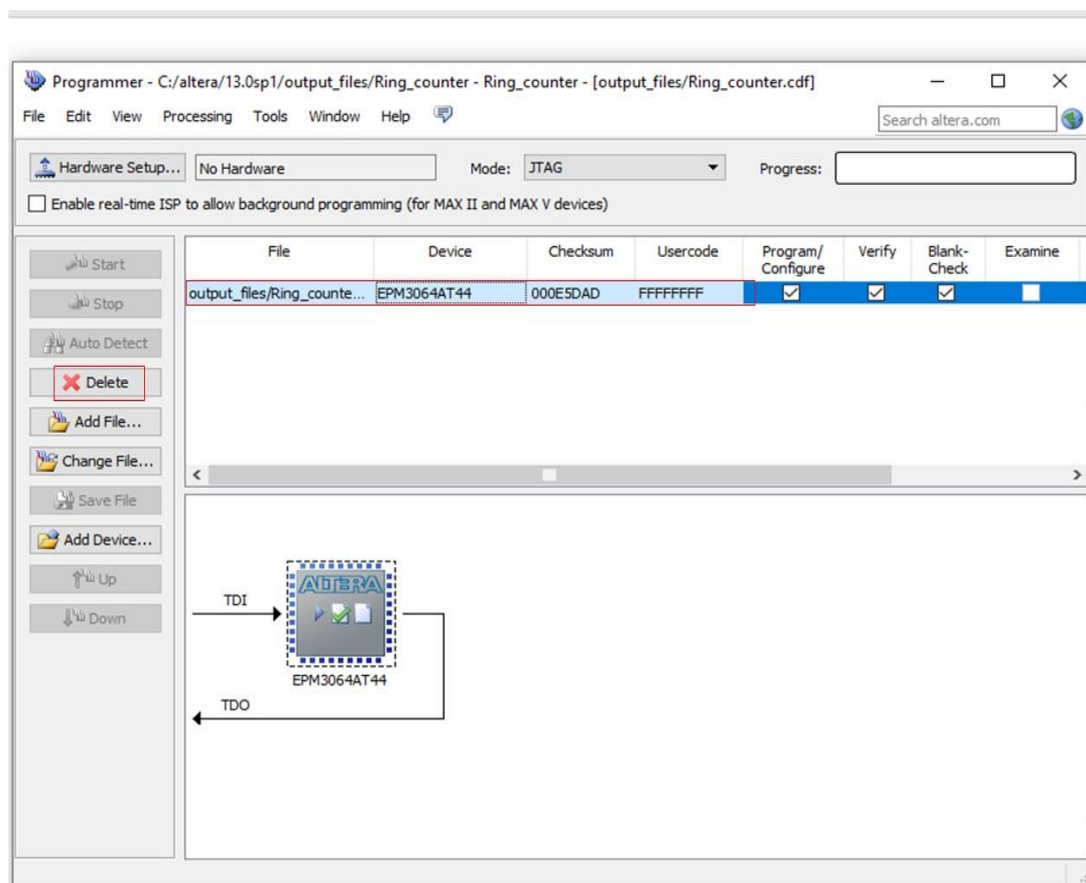 Programmer - C:/altera/13.0sp1/output_files/Ring_counter - Ring_counter - [output_files/Ring_counter.cdf]
File Edit View Processing Tools Window Help
Search altera.com
Hardware Setup... No Hardware Mode: JTAG Progress:
Enable real-time ISP to allow background programming (for MAX II and MAX V devices)
Start
Stop
Auto Detect
Delete
Add File...
Change File...
Save File
Add Device...
Up
Down
File Device Checksum Usercode Program/ Verify Blank- Examine
Configure Check
output_files/Ring_counte... EPM3064AT44 000E5DAD FFFFFFFF
TDI
ALTERA
EPM3064AT44
TDO